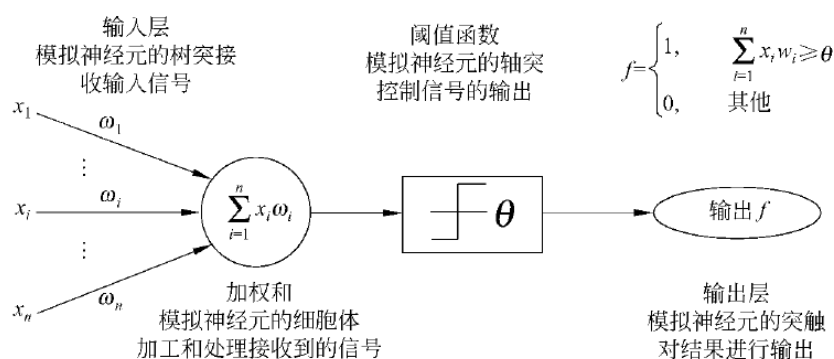 输入层
模拟神经元的树突接
收输入信号
阈值函数
模拟神经元的轴突
控制信号的输出
f={1, ∑ⁿᵢ₌₁ xᵢwᵢ≥θ
0, 其他
x₁
ω₁
⋮
xᵢ
ωᵢ
∑ⁿᵢ₌₁ xᵢωᵢ
θ
输出 f
⋮
xₙ
ωₙ
加权和
模拟神经元的细胞体
加工和处理接收到的信号
输出层
模拟神经元的突触
对结果进行输出